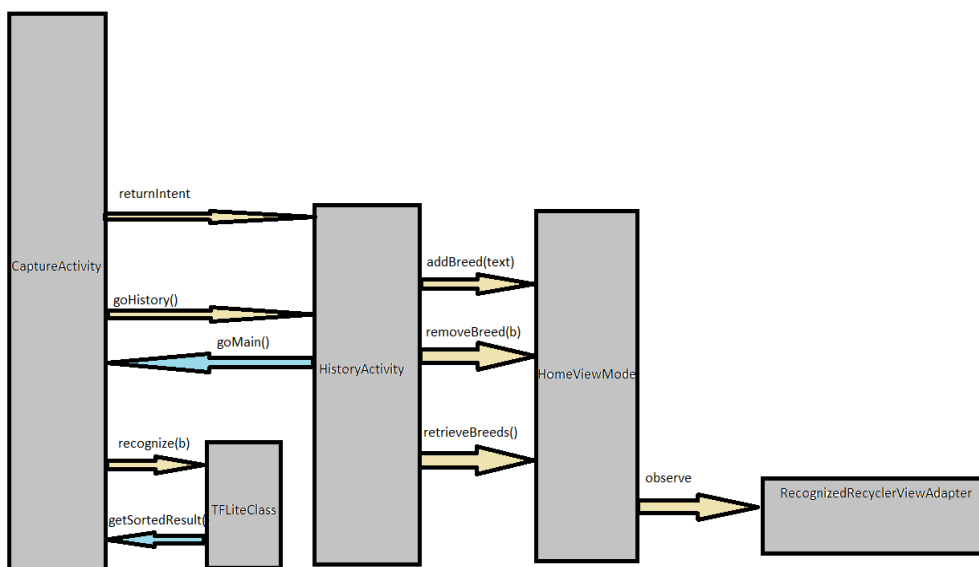 returnIntent
CaptureActivity
addBreed(text)
goHistory()
removeBreed(b)
goMain()
HistoryActivity
HomeViewMode
retrieveBreeds()
recognize(b)
observe
RecognizedRecyclerViewAdapter
TFLiteClass
getSortedResult(